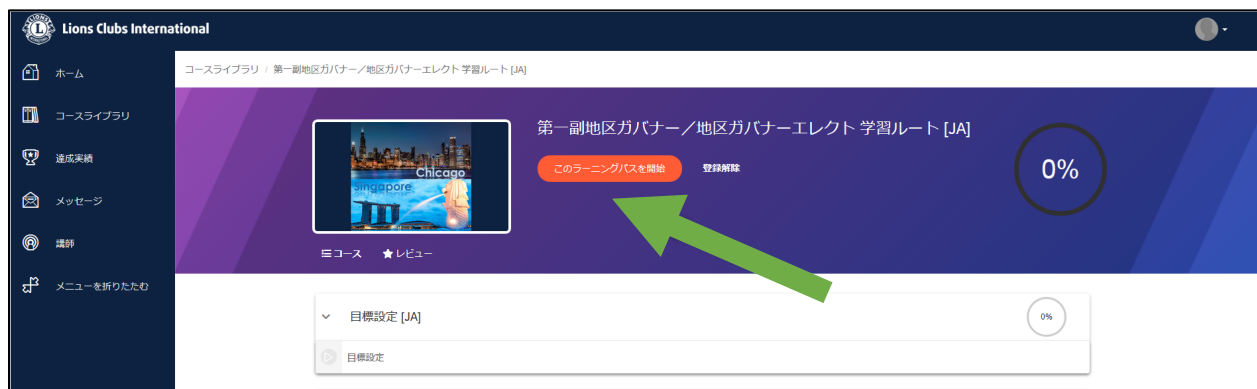 Lions Clubs International
ホーム
コースライブラリ
達成実績
メッセージ
講師
メニューを折りたたむ
コースライブラリ / 第一副地区ガバナー／地区ガバナーエレクト 学習ルート [JA]
Chicago
Singapore
第一副地区ガバナー／地区ガバナーエレクト 学習ルート [JA]
このラーニングパスを開始 登録解除
0%
コース レビュー
目標設定 [JA]
0%
目標設定